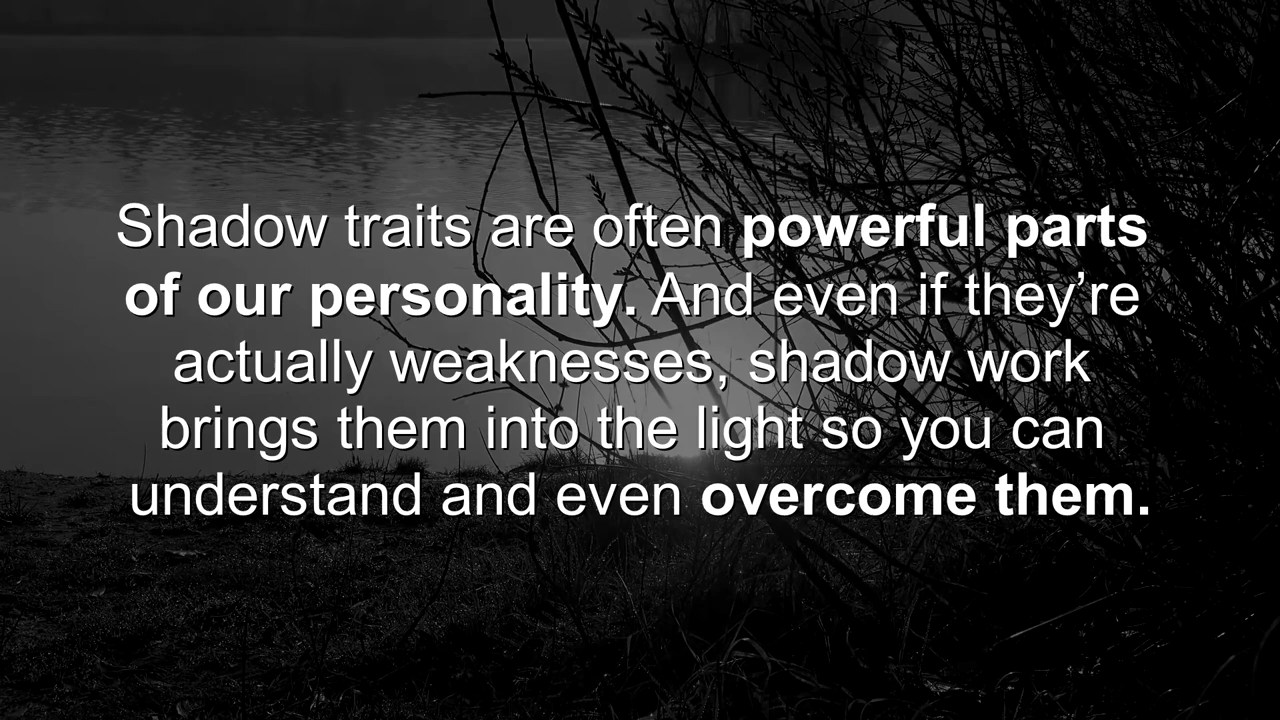 Shadow traits are often powerful parts
of our personality. And even if they’re
actually weaknesses, shadow work
brings them into the light so you can
understand and even overcome them.